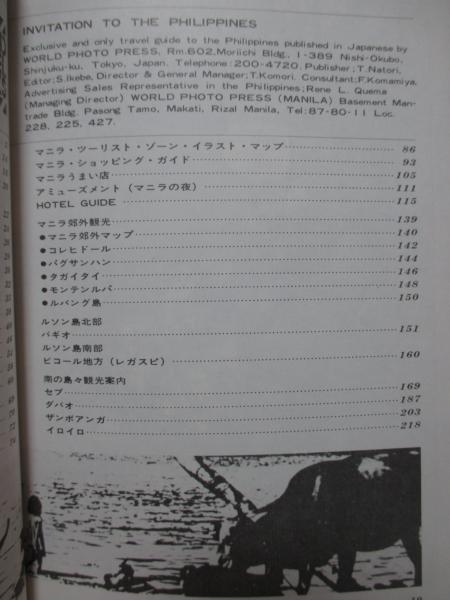 INVITATION TO THE PHILIPPINES
Exclusive and only travel guide to the Philippines published in Japanese by
WORLD PHOTO PRESS, Rm.602, Moriichi Bldg., 1-389 Nishi-Okubo,
Shinjuku-ku, Tokyo, Japan. Telephone:200-4720, Publisher; T.Natori,
Editor;S.Ikebe, Director & General Manager;T.Komori. Consultant;F.Komamiya,
Advertising Sales Representative in the Philippines;Rene L. Quema
(Managing Director) WORLD PHOTO PRESS (MANILA) Basement Man-
trade Bldg. Pasong Tamo, Makati, Rizal Manila, Tel:87-80-11 Loc.
228, 225, 427.
マニラ・ツーリスト・ゾーン・イラスト・マップ 86
マニラ・ショッピング・ガイド 93
マニラうまい店 105
アミューズメント(マニラの夜) 111
HOTEL GUIDE 115
マニラ郊外観光 139
●マニラ郊外マップ 140
●コレヒドール 142
●パグサンハン 144
●タガイタイ 146
●モンテンルパ 148
●ルバング島 150
ルソン島北部
バギオ 151
ルソン島南部
ビコール地方(レガスピ) 160
南の島々観光案内
セブ 169
ダバオ 187
ザンボアンガ 203
イロイロ 218